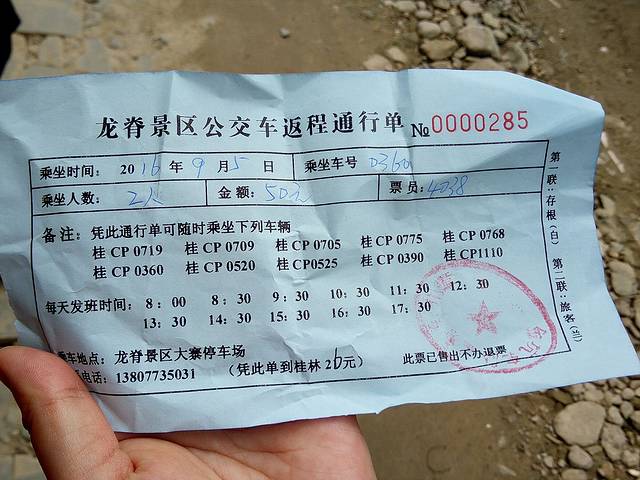 龙脊景区公交车返程通行单 № 0000285
乘坐时间: 2016年9月5日 乘坐车号 0360
乘坐人数: 2人 金额: 50元 票员: 4038
备注: 凭此通行单可随时乘坐下列车辆
桂 CP 0719 桂 CP 0709 桂 CP 0705 桂 CP 0775 桂 CP 0768
桂 CP 0360 桂 CP 0520 桂 CP0525 桂 CP 0390 桂 CP1110
每天发班时间: 8:00 8:30 9:30 10:30 11:30 12:30
13:30 14:30 15:30 16:30 17:30
乘车地点: 龙脊景区大寨停车场
电话: 13807735031 (凭此单到桂林 26元) 此票已售出不办退票
第一联:存根(白) 第二联:旅客(红)